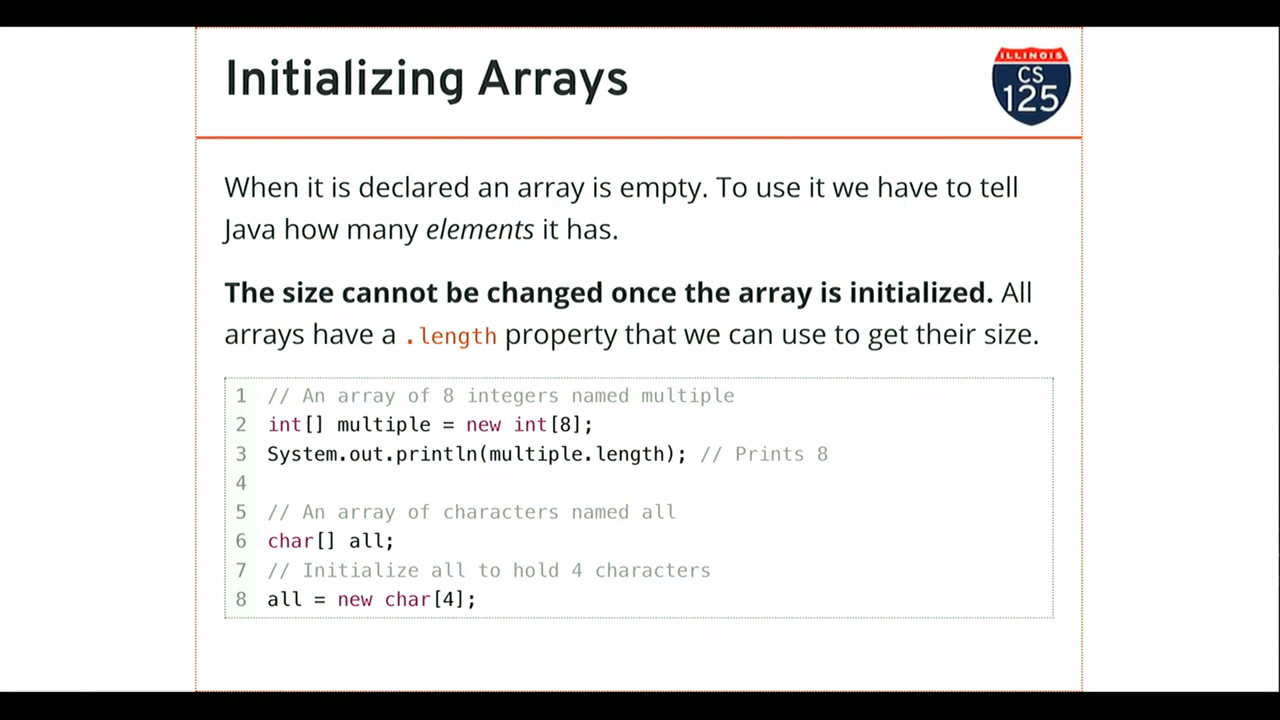 Initializing Arrays
ILLINOIS
CS
125
When it is declared an array is empty. To use it we have to tell
Java how many elements it has.
The size cannot be changed once the array is initialized. All
arrays have a .length property that we can use to get their size.
1 // An array of 8 integers named multiple
2 int[] multiple = new int[8];
3 System.out.println(multiple.length); // Prints 8
4
5 // An array of characters named all
6 char[] all;
7 // Initialize all to hold 4 characters
8 all = new char[4];